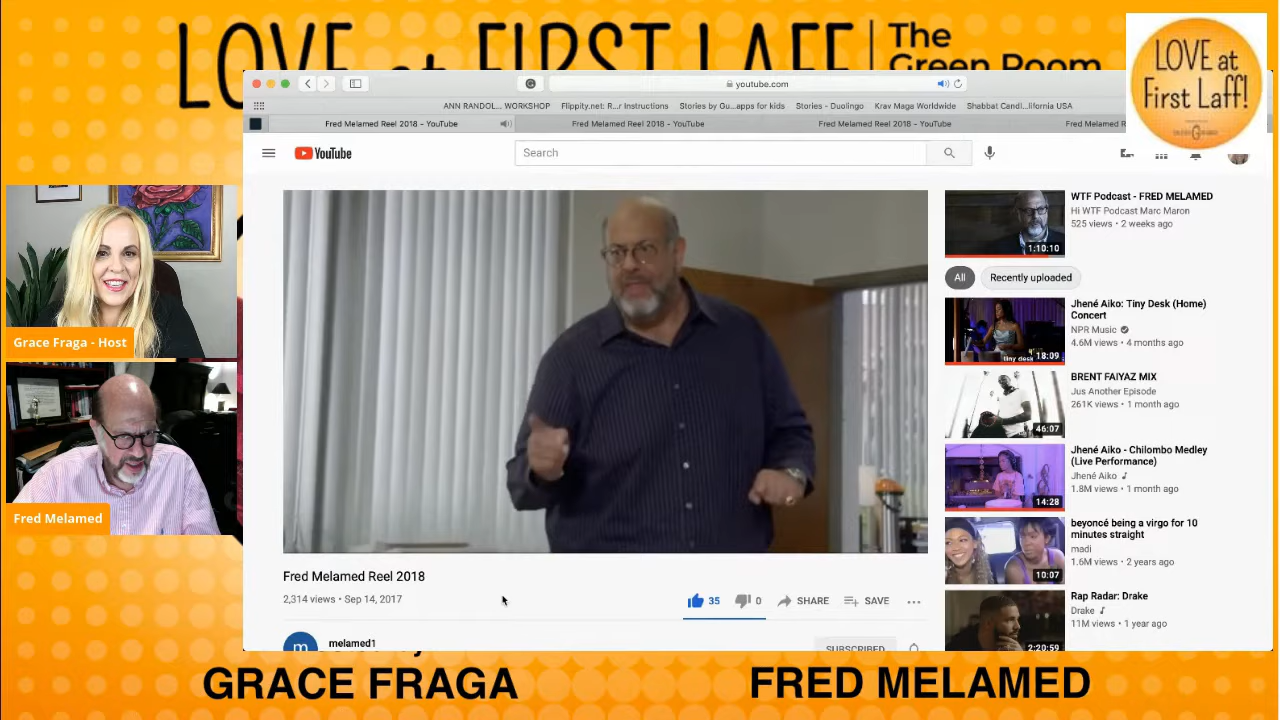 LOVE at FIRST LAFF
The
Green Room
LOVE at
First Laff!
youtube.com
ANN RANDOL... WORKSHOP
Flippity.net: R...r Instructions
Stories by Gu...apps for kids
Stories - Duolingo
Krav Maga Worldwide
Shabbat Candl...lifornia USA
Fred Melamed Reel 2018 - YouTube
Fred Melamed Reel 2018 - YouTube
Fred Melamed Reel 2018 - YouTube
Fred Melamed R
YouTube
Search
Grace Fraga - Host
Fred Melamed
WTF Podcast - FRED MELAMED
Hi WTF Podcast Marc Maron
525 views • 2 weeks ago
1:10:10
All
Recently uploaded
Jhené Aiko: Tiny Desk (Home)
Concert
NPR Music
4.6M views • 4 months ago
tiny desk
18:09
BRENT FAIYAZ MIX
Jus Another Episode
261K views • 1 month ago
46:07
Jhené Aiko - Chilombo Medley
(Live Performance)
Jhené Aiko
1.8M views • 1 month ago
14:28
beyoncé being a virgo for 10
minutes straight
madi
1.6M views • 2 years ago
10:07
Rap Radar: Drake
Drake
11M views • 1 year ago
2:20:59
Fred Melamed Reel 2018
2,314 views • Sep 14, 2017
35
0
SHARE
SAVE
m
melamed1
SUBSCRIBED
GRACE FRAGA
FRED MELAMED